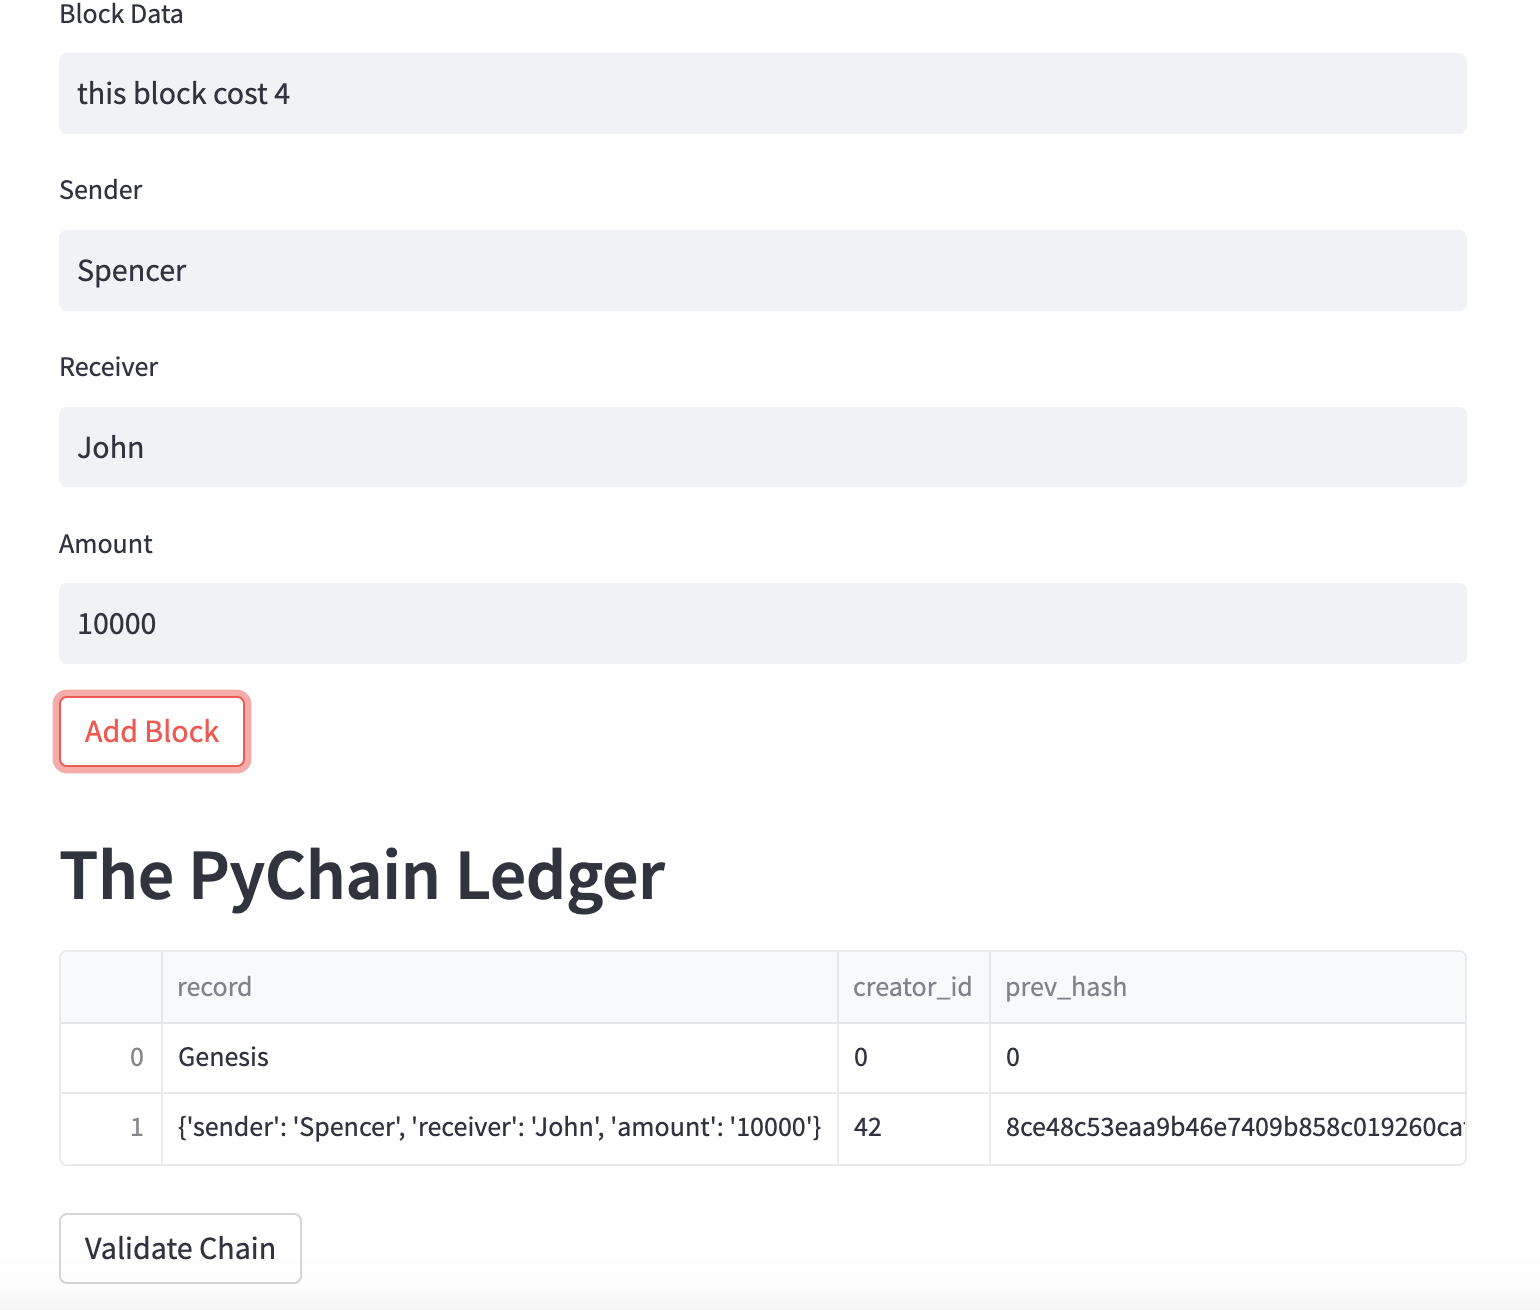 Block Data
this block cost 4
Sender
Spencer
Receiver
John
Amount
10000
Add Block
The PyChain Ledger
record creator_id prev_hash
0 Genesis 0 0
1 {'sender': 'Spencer', 'receiver': 'John', 'amount': '10000'} 42 8ce48c53eaa9b46e7409b858c019260ca
Validate Chain